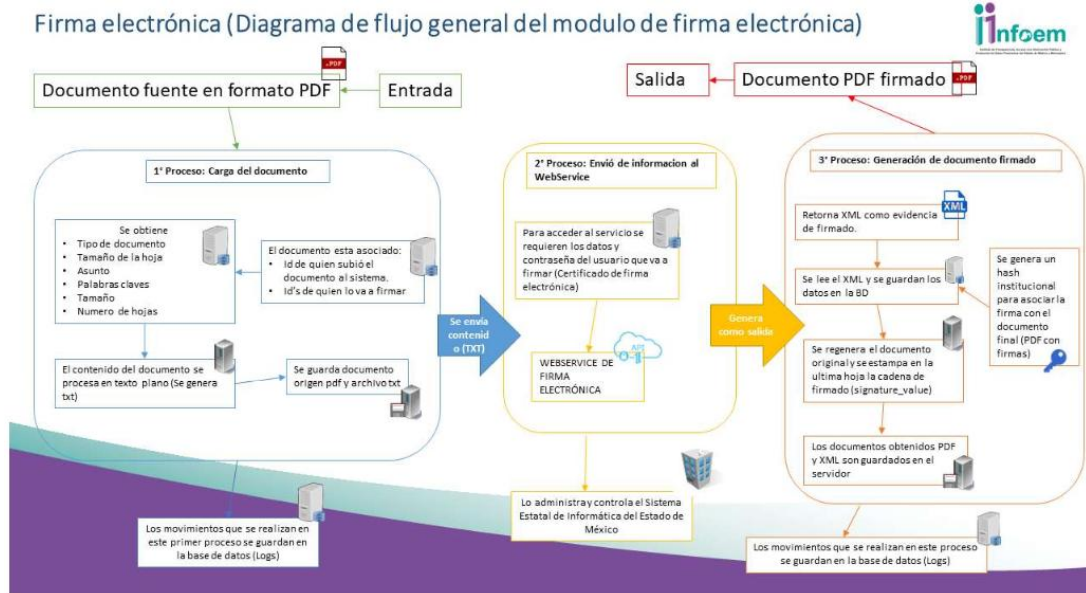 Firma electrónica (Diagrama de flujo general del modulo de firma electrónica)
infoem
.PDF
Documento fuente en formato PDF
Entrada
Salida
Documento PDF firmado
.PDF
1° Proceso: Carga del documento
Se obtiene
• Tipo de documento
• Tamaño de la hoja
• Asunto
• Palabras claves
• Tamaño
• Numero de hojas
El documento esta asociado:
• Id de quien subió el
documento al sistema.
• Id's de quien lo va a firmar
El contenido del documento se
procesa en texto plano (Se genera
txt)
Se guarda documento
origen pdf y archivo txt
Los movimientos que se realizan en
este primer proceso se guardan en
la base de datos (Logs)
Se envía
contenid
o (TXT)
2° Proceso: Envió de informacion al
WebService
Para acceder al servicio se
requieren los datos y
contraseña del usuario que va a
firmar (Certificado de firma
electrónica)
API
WEBSERVICE DE
FIRMA
ELECTRÓNICA
Lo administra y controla el Sistema
Estatal de Informática del Estado de
México
Genera
como salida
3° Proceso: Generación de documento firmado
XML
Retorna XML como evidencia
de firmado.
Se lee el XML y se guardan los
datos en la BD
Se genera un
hash
institucional
para asociar la
firma con el
documento
final (PDF con
firmas)
Se regenera el documento
original y se estampa en la
ultima hoja la cadena de
firmado (signature_value)
Los documentos obtenidos PDF
y XML son guardados en el
servidor
Los movimientos que se realizan en este proceso
se guardan en la base de datos (Logs)